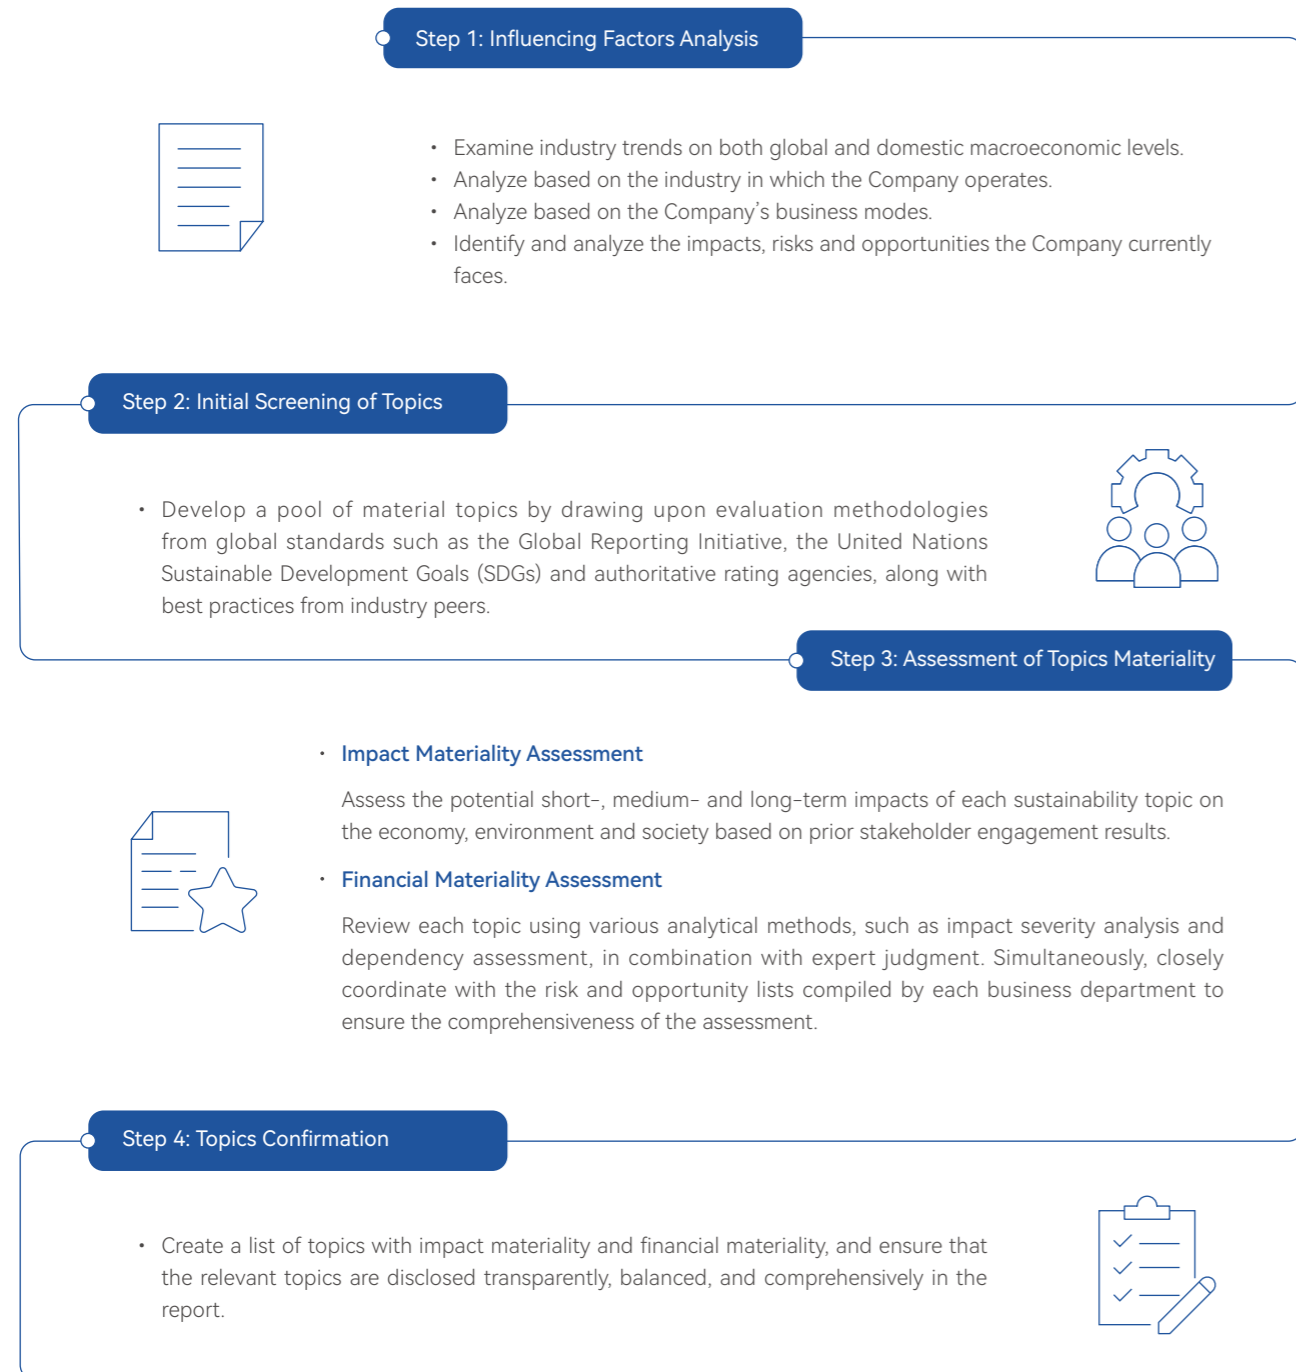 Step 1: Influencing Factors Analysis
• Examine industry trends on both global and domestic macroeconomic levels.
• Analyze based on the industry in which the Company operates.
• Analyze based on the Company's business modes.
• Identify and analyze the impacts, risks and opportunities the Company currently
faces.
Step 2: Initial Screening of Topics
• Develop a pool of material topics by drawing upon evaluation methodologies
from global standards such as the Global Reporting Initiative, the United Nations
Sustainable Development Goals (SDGs) and authoritative rating agencies, along with
best practices from industry peers.
Step 3: Assessment of Topics Materiality
• Impact Materiality Assessment
Assess the potential short-, medium- and long-term impacts of each sustainability topic on
the economy, environment and society based on prior stakeholder engagement results.
• Financial Materiality Assessment
Review each topic using various analytical methods, such as impact severity analysis and
dependency assessment, in combination with expert judgment. Simultaneously, closely
coordinate with the risk and opportunity lists compiled by each business department to
ensure the comprehensiveness of the assessment.
Step 4: Topics Confirmation
• Create a list of topics with impact materiality and financial materiality, and ensure that
the relevant topics are disclosed transparently, balanced, and comprehensively in the
report.